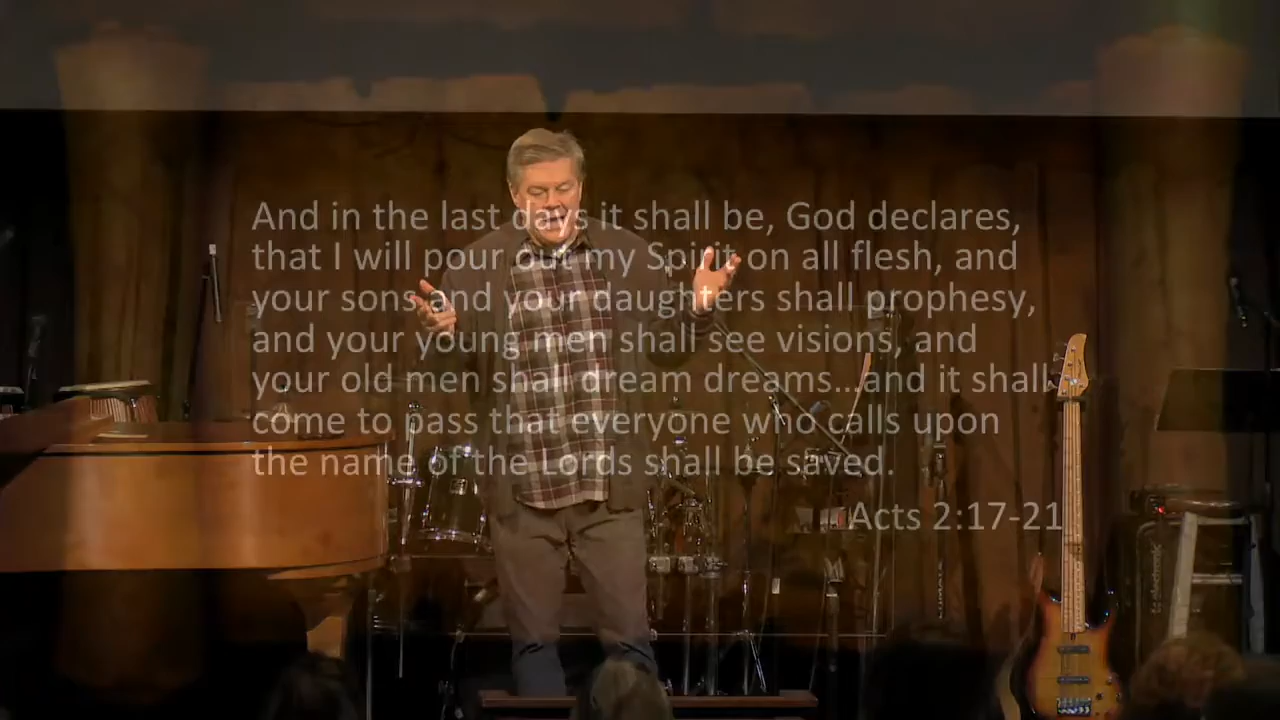 And in the last days it shall be, God declares,
that I will pour out my Spirit on all flesh, and
your sons and your daughters shall prophesy,
and your young men shall see visions, and
your old men shall dream dreams...and it shall
come to pass that everyone who calls upon
the name of the Lords shall be saved.
Acts 2:17-21